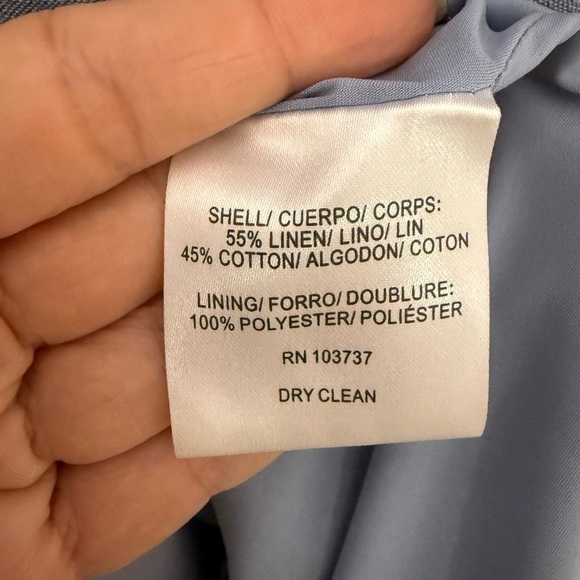 SHELL/ CUERPO/ CORPS:
55% LINEN/ LINO/ LIN
45% COTTON/ ALGODON/ COTON
LINING/ FORRO/ DOUBLURE:
100% POLYESTER/ POLIÉSTER
RN 103737
DRY CLEAN